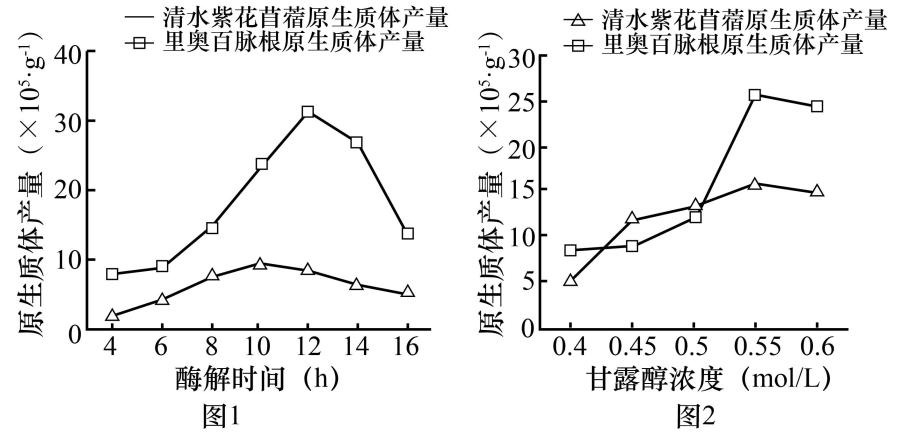 清水紫花苜蓿原生质体产量
里奥百脉根原生质体产量
原生质体产量（×10⁵·g⁻¹）
40
30
20
10
0
4 6 8 10 12 14 16
酶解时间（h）
图1
清水紫花苜蓿原生质体产量
里奥百脉根原生质体产量
原生质体产量（×10⁵·g⁻¹）
30
25
20
15
10
5
0
0.4 0.45 0.5 0.55 0.6
甘露醇浓度（mol/L）
图2